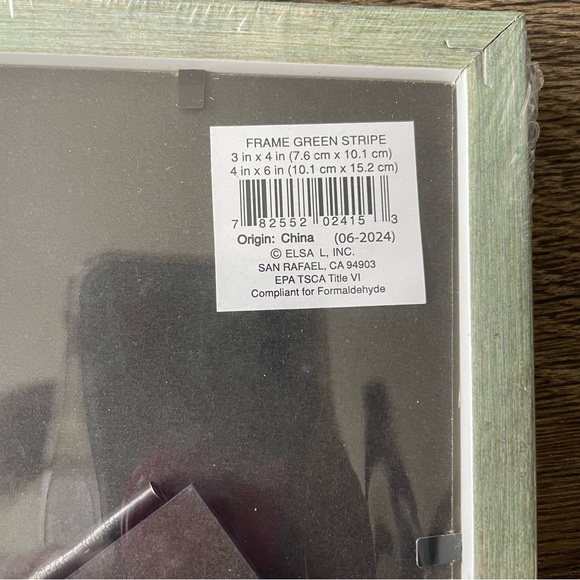 FRAME GREEN STRIPE
3 in x 4 in (7.6 cm x 10.1 cm)
4 in x 6 in (10.1 cm x 15.2 cm)
7 82552 02415 3
Origin: China (06-2024)
© ELSA L, INC.
SAN RAFAEL, CA 94903
EPA TSCA Title VI
Compliant for Formaldehyde